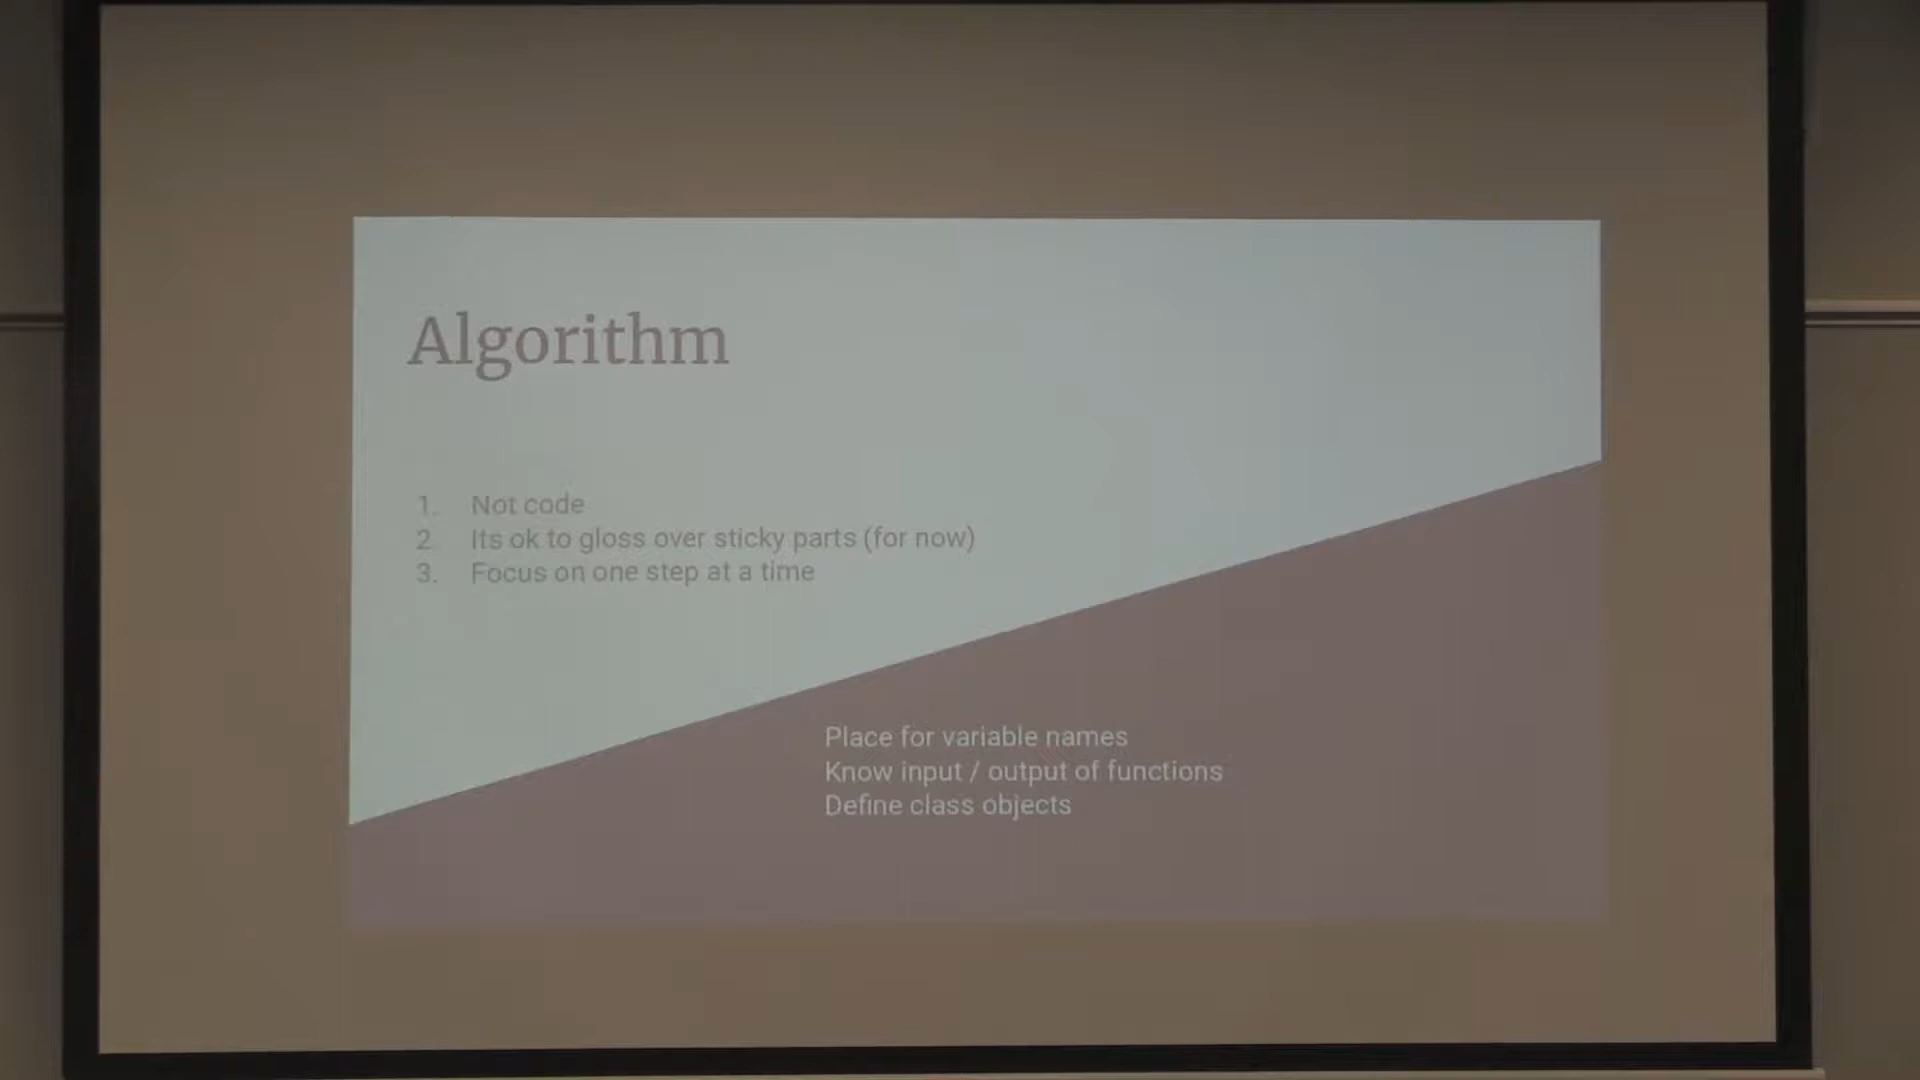 Algorithm
1. Not code
2. Its ok to gloss over sticky parts (for now)
3. Focus on one step at a time
Place for variable names
Know input / output of functions
Define class objects